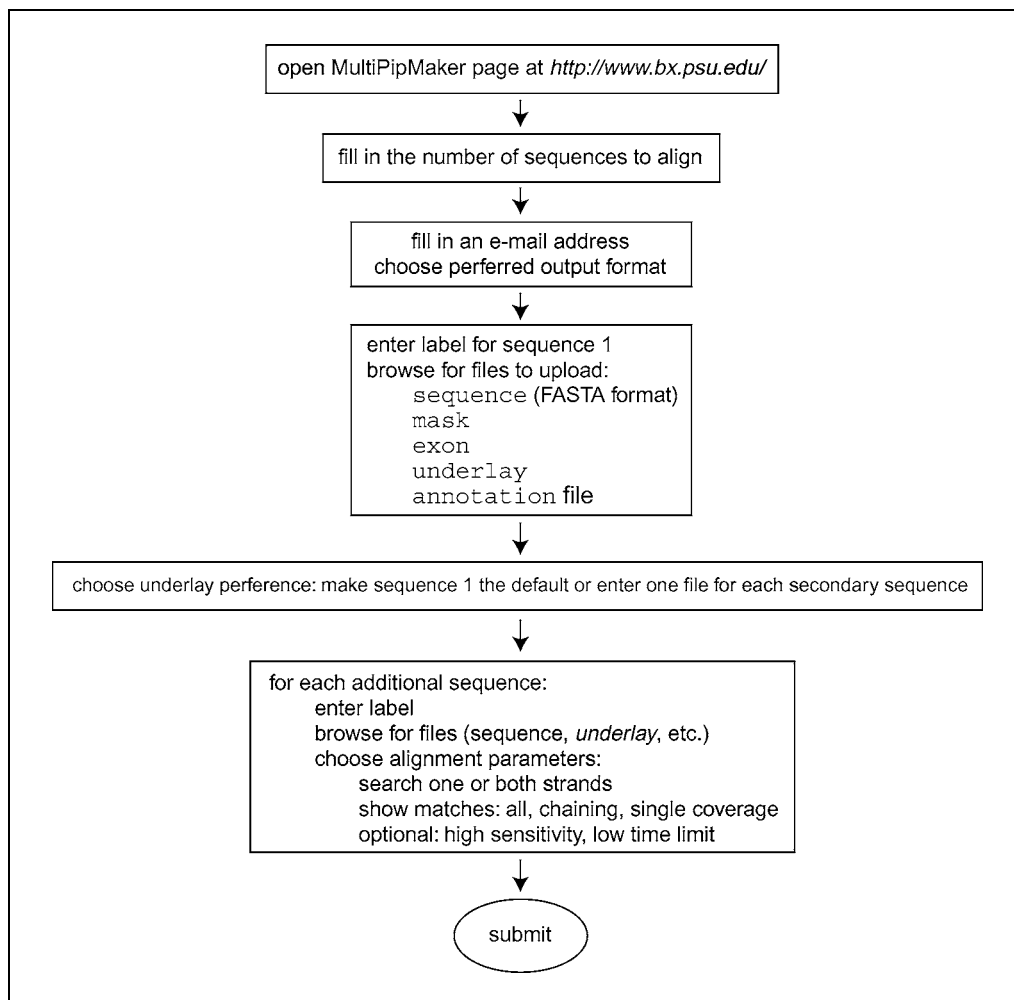 open MultiPipMaker page at http://www.bx.psu.edu/
fill in the number of sequences to align
fill in an e-mail address
choose perferred output format
enter label for sequence 1
browse for files to upload:
sequence (FASTA format)
mask
exon
underlay
annotation file
choose underlay perference: make sequence 1 the default or enter one file for each secondary sequence
for each additional sequence:
enter label
browse for files (sequence, underlay, etc.)
choose alignment parameters:
search one or both strands
show matches: all, chaining, single coverage
optional: high sensitivity, low time limit
submit